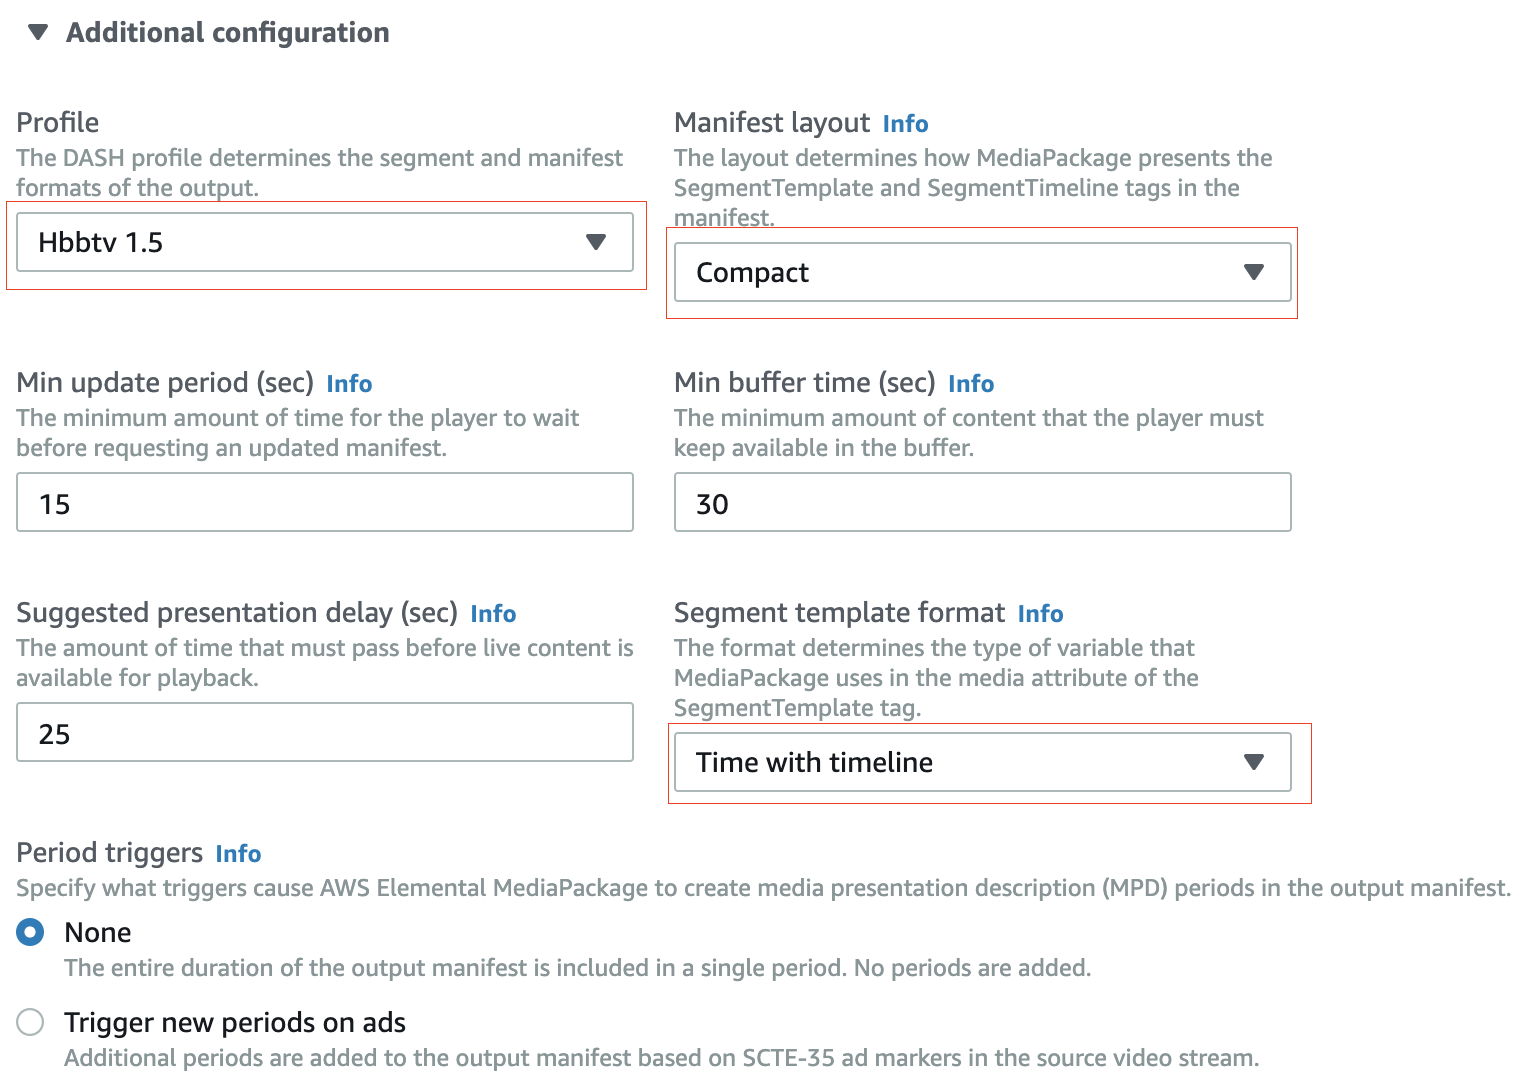 Additional configuration
Profile
The DASH profile determines the segment and manifest
formats of the output.
Hbbtv 1.5
Manifest layout Info
The layout determines how MediaPackage presents the
SegmentTemplate and SegmentTimeline tags in the
manifest.
Compact
Min update period (sec) Info
The minimum amount of time for the player to wait
before requesting an updated manifest.
15
Min buffer time (sec) Info
The minimum amount of content that the player must
keep available in the buffer.
30
Suggested presentation delay (sec) Info
The amount of time that must pass before live content is
available for playback.
25
Segment template format Info
The format determines the type of variable that
MediaPackage uses in the media attribute of the
SegmentTemplate tag.
Time with timeline
Period triggers Info
Specify what triggers cause AWS Elemental MediaPackage to create media presentation description (MPD) periods in the output manifest.
None
The entire duration of the output manifest is included in a single period. No periods are added.
Trigger new periods on ads
Additional periods are added to the output manifest based on SCTE-35 ad markers in the source video stream.